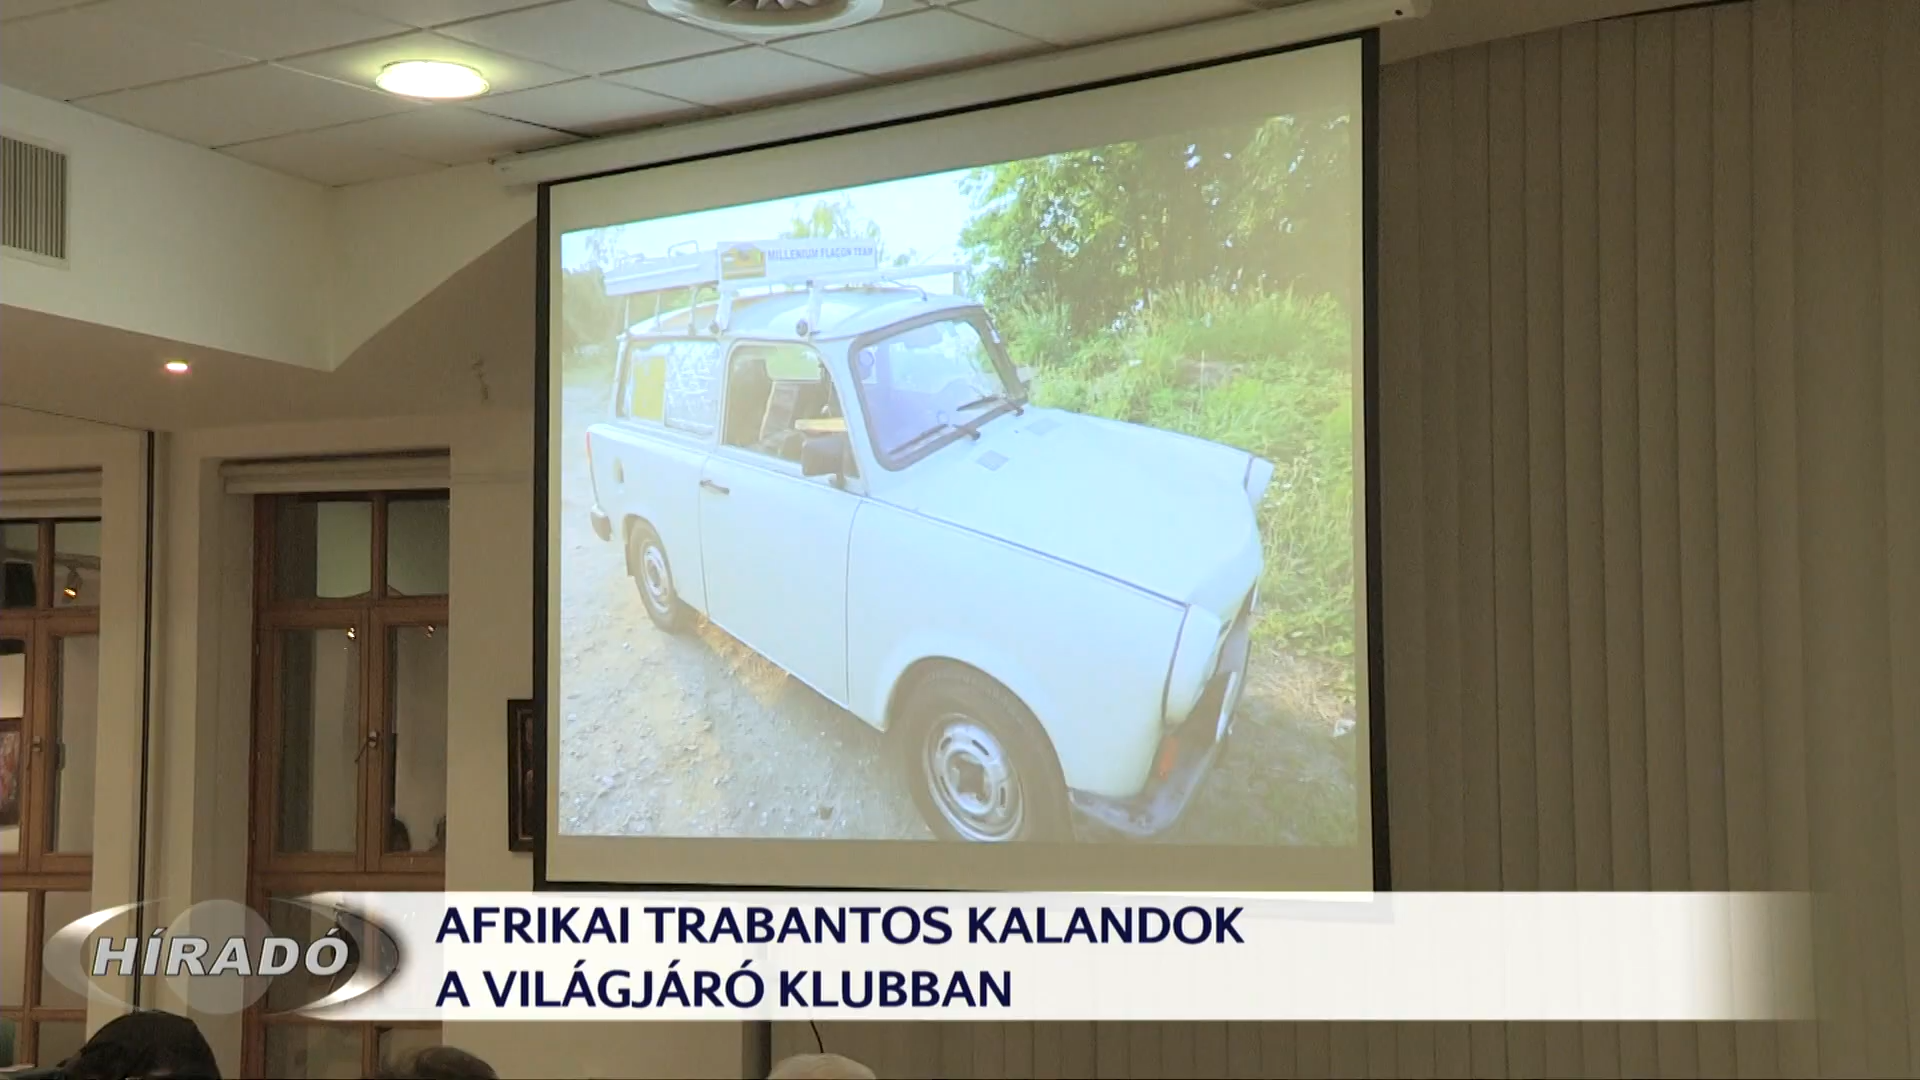 MILLENIUM FLACON TEAM
HÍRADÓ
AFRIKAI TRABANTOS KALANDOK
A VILÁGJÁRÓ KLUBBAN